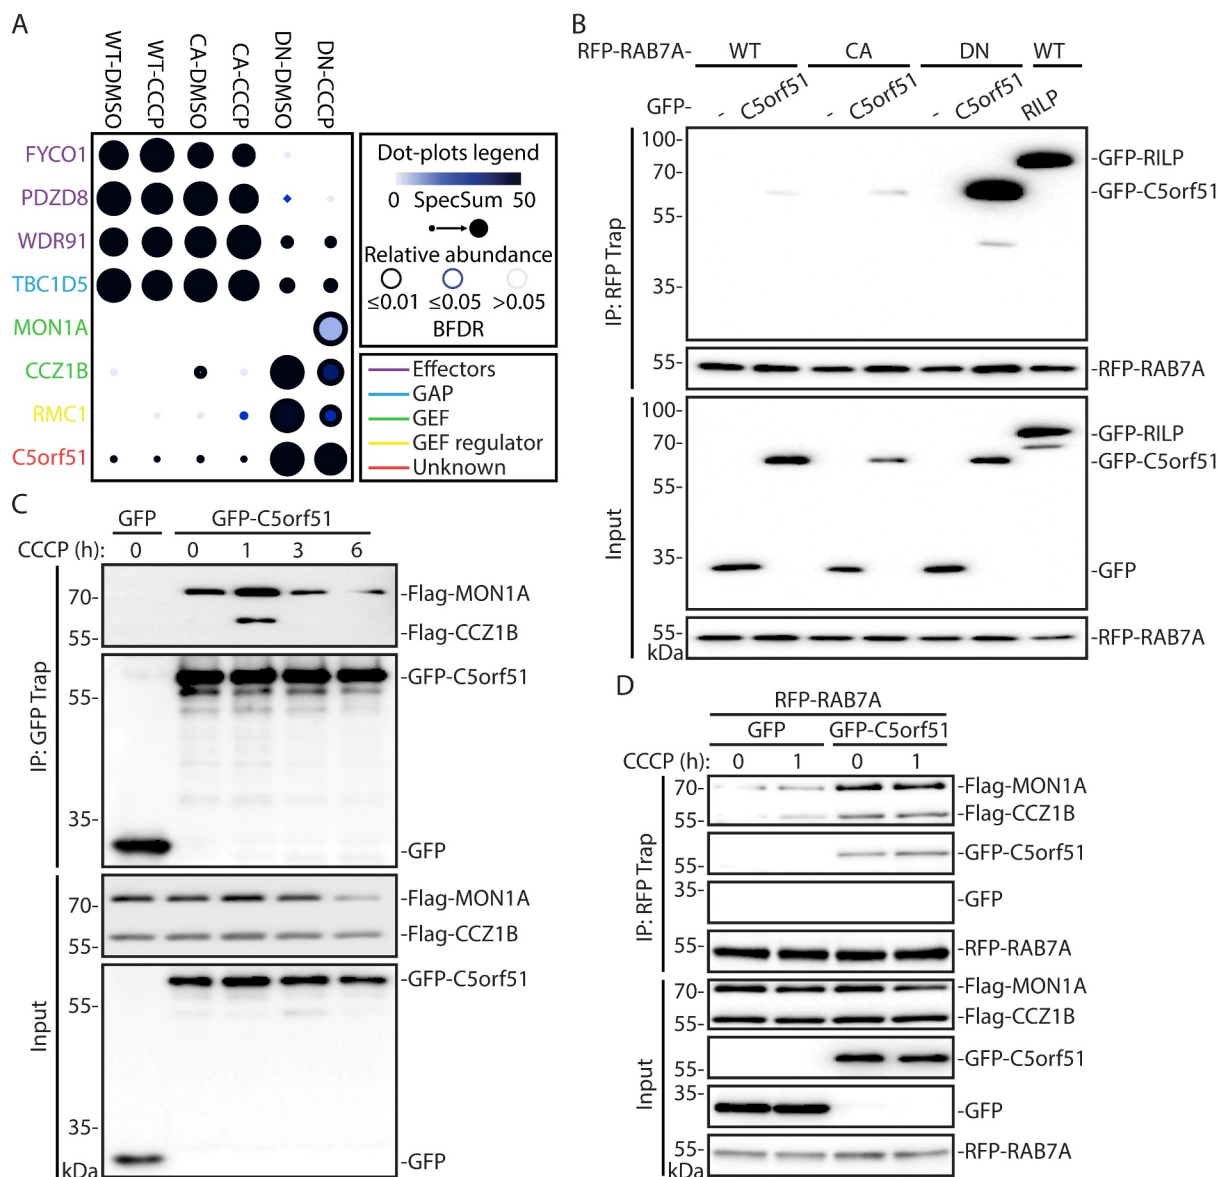 A
WT-DMSO
WT-CCCP
CA-DMSO
CA-CCCP
DN-DMSO
DN-CCCP
FYCO1
PDZD8
WDR91
TBC1D5
MON1A
CCZ1B
RMC1
C5orf51
Dot-plots legend
0 SpecSum 50
Relative abundance
≤0.01 ≤0.05 >0.05
BFDR
Effectors
GAP
GEF
GEF regulator
Unknown
B
RFP-RAB7A- WT CA DN WT
GFP- - C5orf51 - C5orf51 - C5orf51 RILP
IP: RFP Trap
100-
70-
55-
35-
-GFP-RILP
-GFP-C5orf51
55-
-RFP-RAB7A
Input
100-
70-
55-
35-
-GFP-RILP
-GFP-C5orf51
-GFP
55-
kDa
-RFP-RAB7A
C
GFP GFP-C5orf51
CCCP (h): 0 0 1 3 6
IP: GFP Trap
70-
55-
-Flag-MON1A
-Flag-CCZ1B
55-
35-
-GFP-C5orf51
-GFP
Input
70-
55-
-Flag-MON1A
-Flag-CCZ1B
55-
35-
kDa
-GFP-C5orf51
-GFP
D
RFP-RAB7A
GFP GFP-C5orf51
CCCP (h): 0 1 0 1
IP: RFP Trap
70-
55-
-Flag-MON1A
-Flag-CCZ1B
55-
-GFP-C5orf51
35-
-GFP
55-
-RFP-RAB7A
Input
70-
55-
-Flag-MON1A
-Flag-CCZ1B
55-
-GFP-C5orf51
35-
-GFP
55-
kDa
-RFP-RAB7A